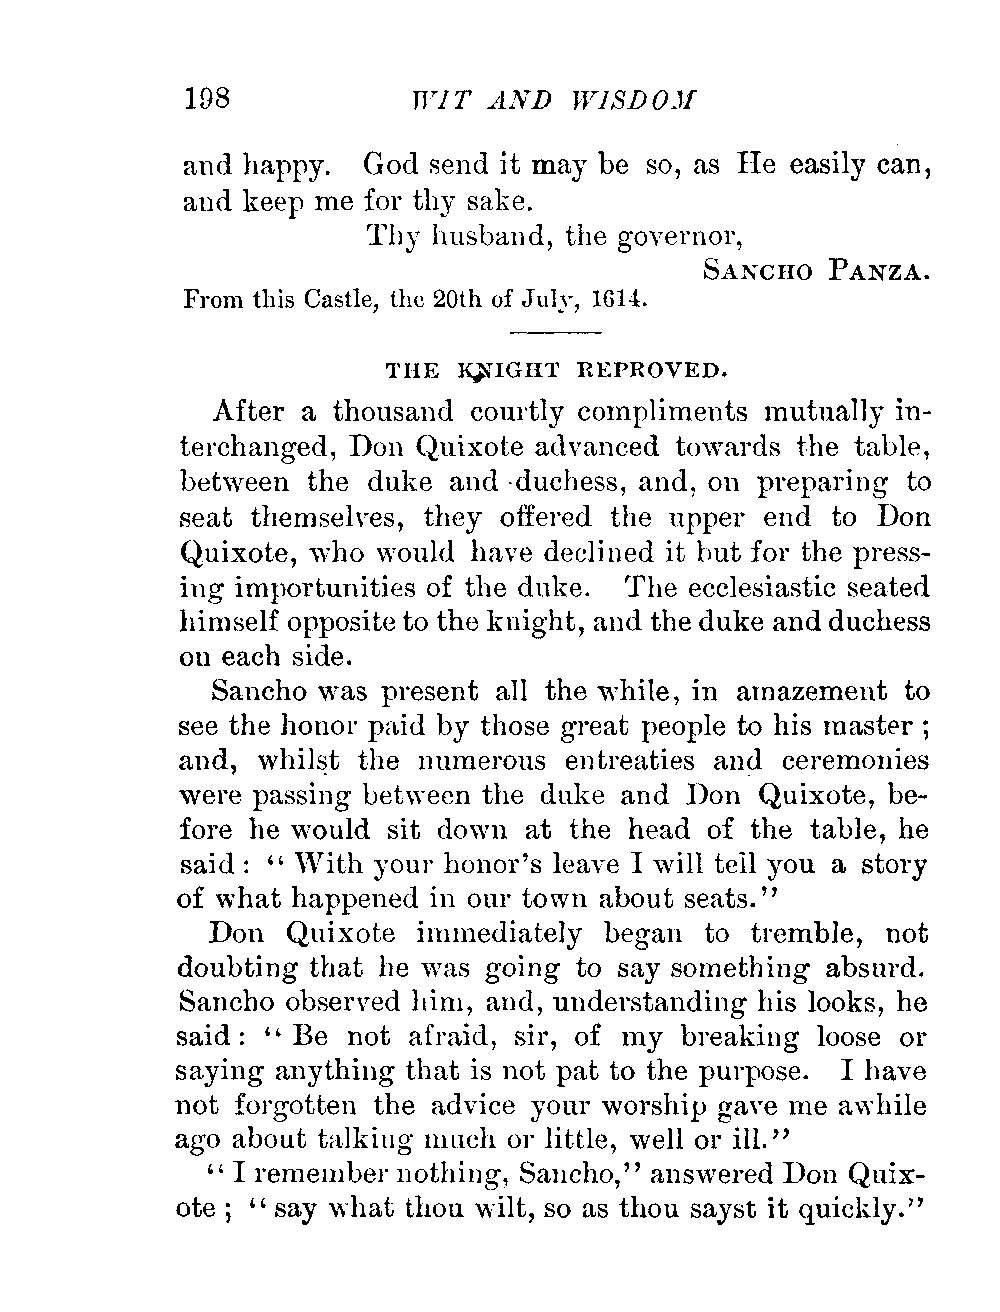 198 WIT AND WISDOM
and happy. God send it may be so, as He easily can,
and keep me for thy sake.
Thy husband, the governor,
SANCHO PANZA.
From this Castle, the 20th of July, 1614.
THE KNIGHT REPROVED.
After a thousand courtly compliments mutually in-
terchanged, Don Quixote advanced towards the table,
between the duke and duchess, and, on preparing to
seat themselves, they offered the upper end to Don
Quixote, who would have declined it but for the press-
ing importunities of the duke. The ecclesiastic seated
himself opposite to the knight, and the duke and duchess
on each side.
Sancho was present all the while, in amazement to
see the honor paid by those great people to his master ;
and, whilst the numerous entreaties and ceremonies
were passing between the duke and Don Quixote, be-
fore he would sit down at the head of the table, he
said : “ With your honor’s leave I will tell you a story
of what happened in our town about seats.”
Don Quixote immediately began to tremble, not
doubting that he was going to say something absurd.
Sancho observed him, and, understanding his looks, he
said : “ Be not afraid, sir, of my breaking loose or
saying anything that is not pat to the purpose. I have
not forgotten the advice your worship gave me awhile
ago about talking much or little, well or ill.”
“ I remember nothing, Sancho,” answered Don Quix-
ote ; “ say what thou wilt, so as thou sayst it quickly.”